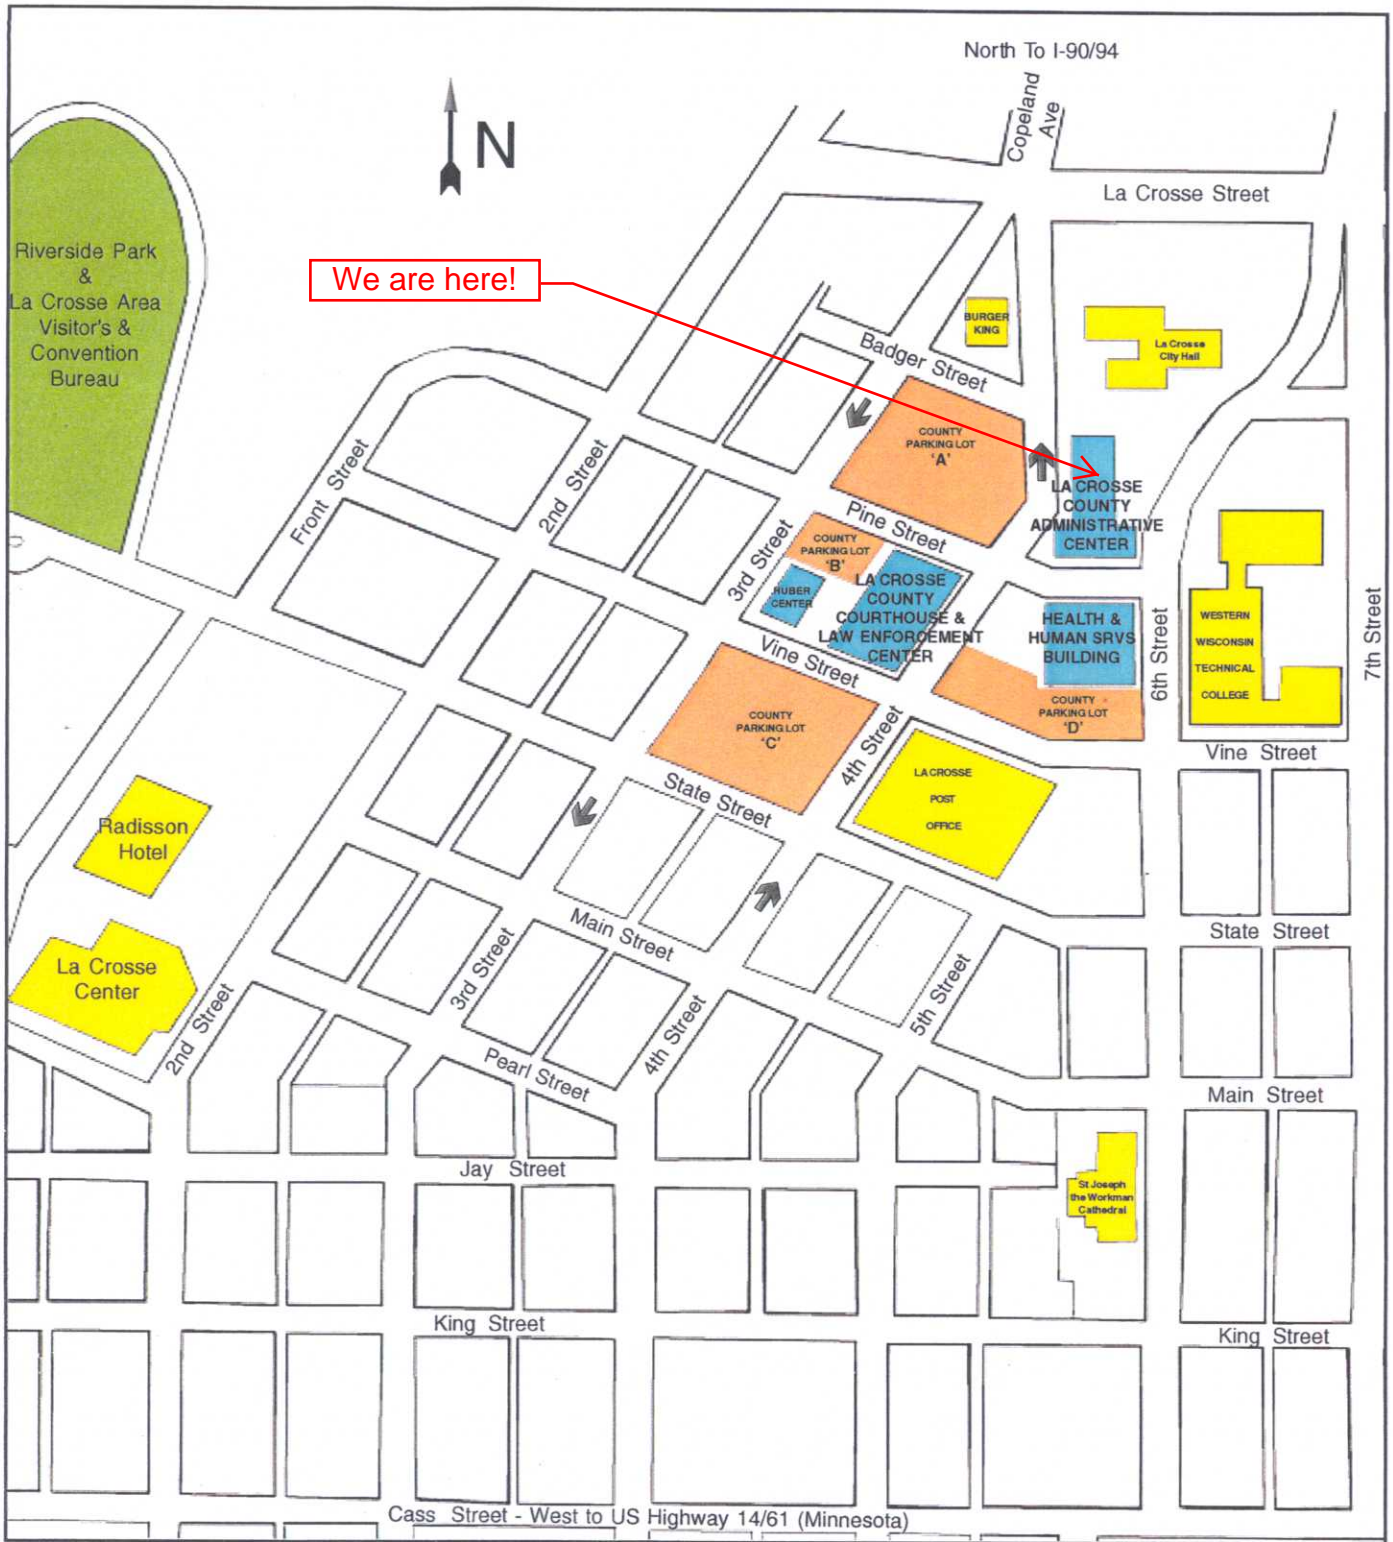 North To I-90/94
Copeland
Ave
La Crosse Street
N
Riverside Park
&
La Crosse Area
Visitor's &
Convention
Bureau
We are here!
BURGER
KING
La Crosse
City Hall
Badger Street
COUNTY
PARKING LOT
'A'
Front Street
2nd Street
LA CROSSE
COUNTY
ADMINISTRATIVE
CENTER
Pine Street
3rd Street
COUNTY
PARKING LOT
'B'
HUBER
CENTER
LA CROSSE
COUNTY
COURTHOUSE &
LAW ENFORCEMENT
CENTER
HEALTH &
HUMAN SRVS
BUILDING
6th Street
WESTERN
WISCONSIN
TECHNICAL
COLLEGE
7th Street
Vine Street
COUNTY
PARKING LOT
'C'
COUNTY
PARKING LOT
'D'
4th Street
Vine Street
LA CROSSE
POST
OFFICE
State Street
Radisson
Hotel
Main Street
State Street
La Crosse
Center
2nd Street
3rd Street
4th Street
5th Street
Pearl Street
Main Street
Jay Street
St Joseph
the Workman
Cathedral
King Street
King Street
Cass Street - West to US Highway 14/61 (Minnesota)